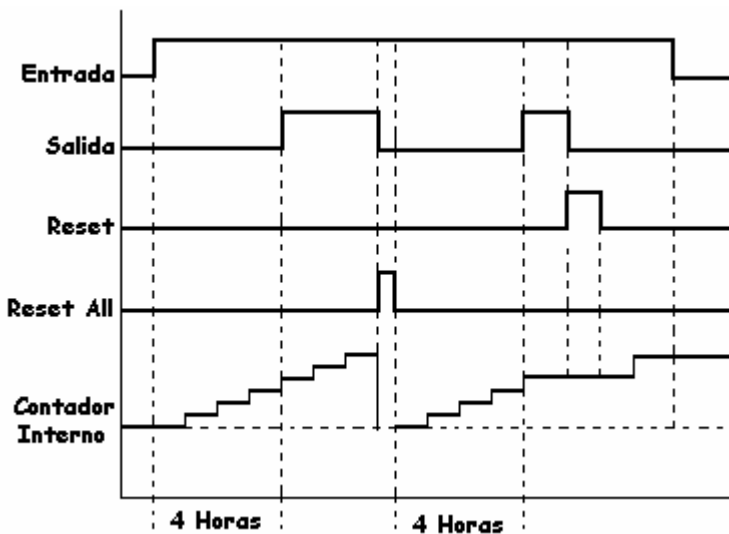 Entrada
Salida
Reset
Reset All
Contador
Interno
4 Horas
4 Horas